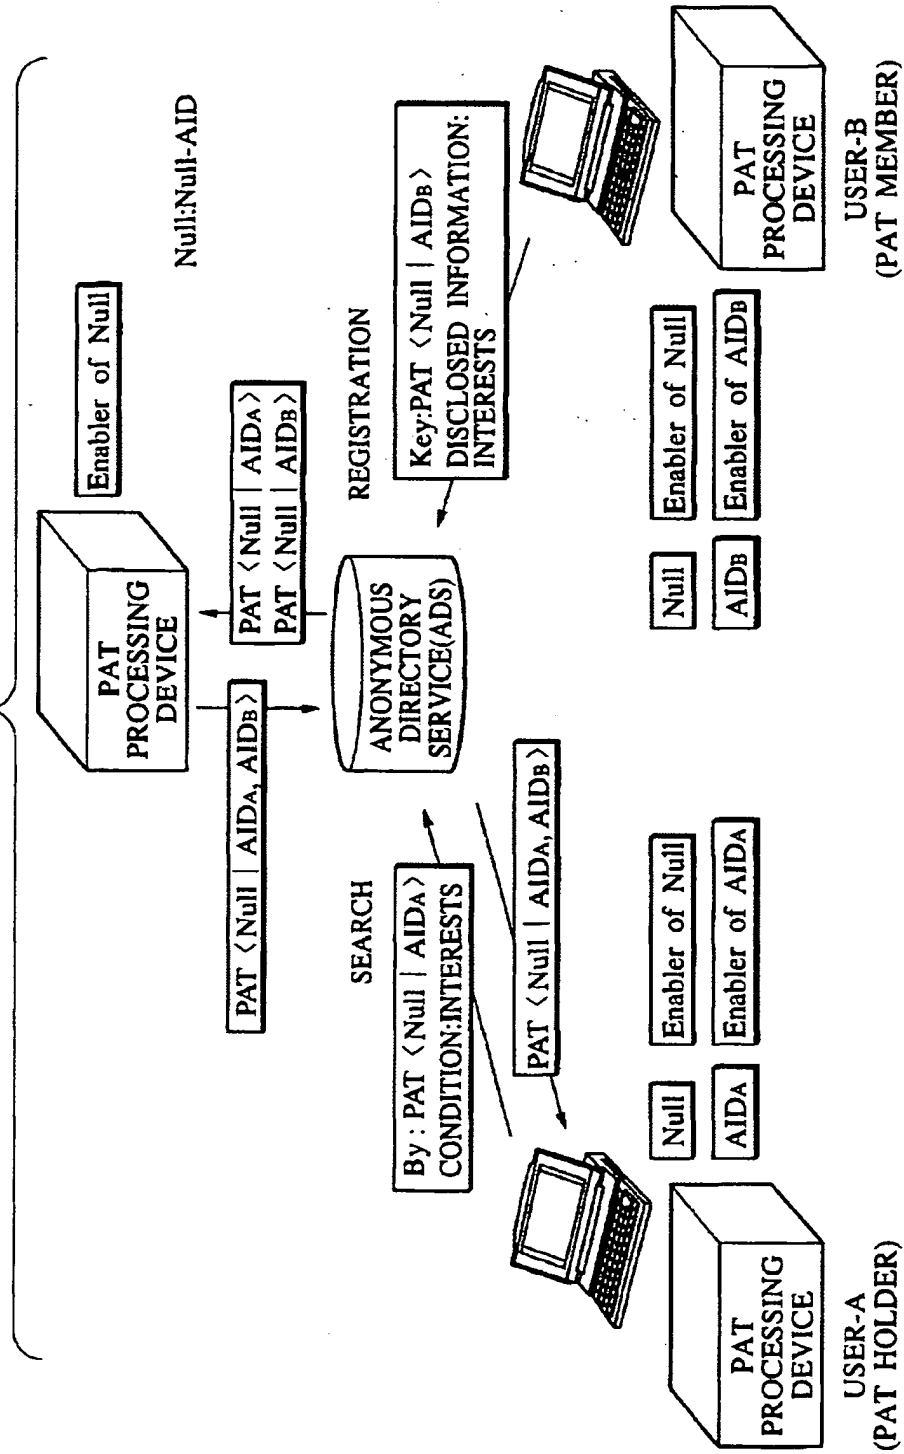 PAT
PROCESSING
DEVICE
Enabler of Null
Null:Null-AID
PAT <Null | AIDA, AIDB>
PAT <Null | AIDA>
PAT <Null | AIDB>
SEARCH
ANONYMOUS
DIRECTORY
SERVICE(ADS)
REGISTRATION
By : PAT <Null | AIDA>
CONDITION:INTERESTS
PAT <Null | AIDA, AIDB>
Key:PAT <Null | AIDB>
DISCLOSED INFORMATION:
INTERESTS
PAT
PROCESSING
DEVICE
USER-A
(PAT HOLDER)
Null
Enabler of Null
AIDA
Enabler of AIDA
Null
Enabler of Null
AIDB
Enabler of AIDB
PAT
PROCESSING
DEVICE
USER-B
(PAT MEMBER)